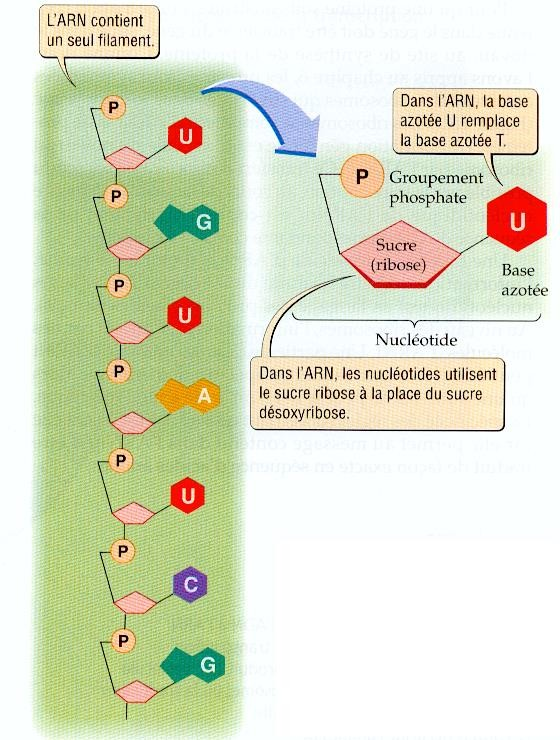 L'ARN contient
un seul filament.
P
U
P
G
P
U
P
A
P
U
P
C
P
G
Dans l'ARN, la base
azotée U remplace
la base azotée T.
P
Groupement
phosphate
U
Sucre
(ribose)
Base
azotée
Nucléotide
Dans l'ARN, les nucléotides utilisent
le sucre ribose à la place du sucre
désoxyribose.